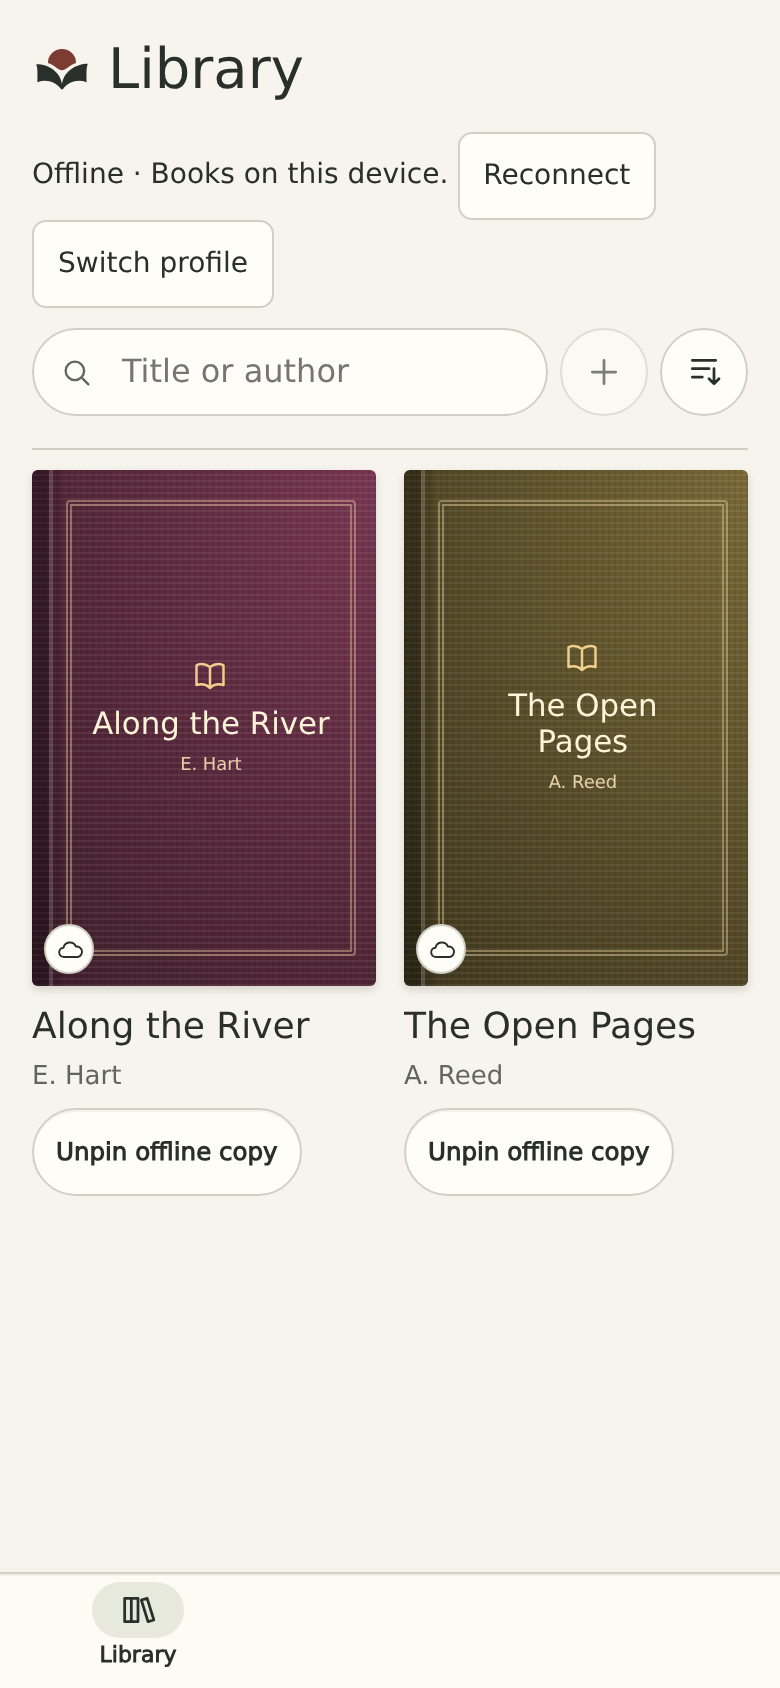 Library
Offline · Books on this device. Reconnect
Switch profile
Title or author
Along the River
E. Hart
The Open
Pages
A. Reed
Along the River
E. Hart
Unpin offline copy
The Open Pages
A. Reed
Unpin offline copy
Library